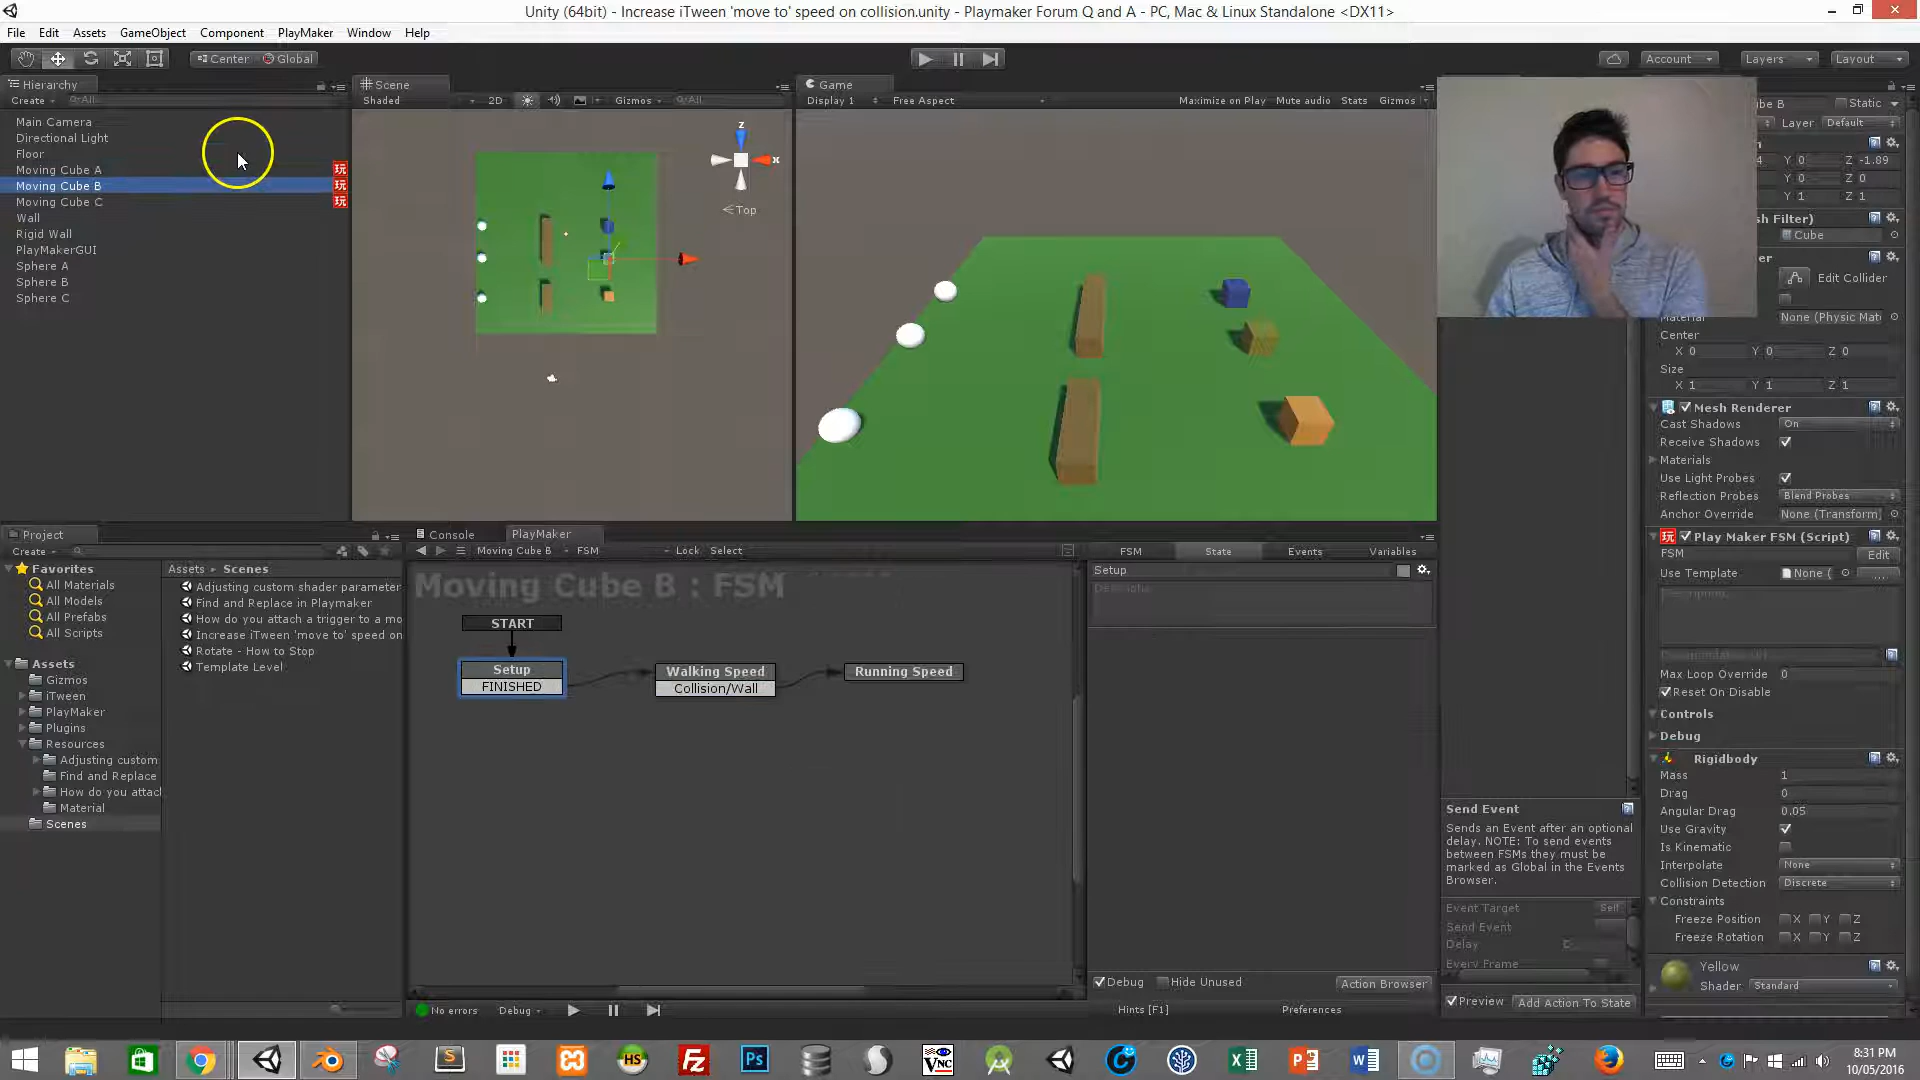 Unity (64bit) - Increase iTween 'move to' speed on collision.unity - Playmaker Forum Q and A - PC, Mac & Linux Standalone <DX11>
File Edit Assets GameObject Component PlayMaker Window Help
Center Global Account Layers Layout
Hierarchy
Create All
Main Camera
Directional Light
Floor
Moving Cube A
Moving Cube B
Moving Cube C
Wall
Rigid Wall
PlayMakerGUI
Sphere A
Sphere B
Sphere C
Scene
Shaded 2D Gizmos All
z
x
Top
Game
Display 1 Free Aspect Maximize on Play Mute audio Stats Gizmos
be B Static
Layer Default
Y 0 Z -1.89
Y 0 Z 0
Y 1 Z 1
sh Filter)
Cube
Edit Collider
Material None (Physic Mat
Center
X 0 Y 0 Z 0
Size
X 1 Y 1 Z 1
Mesh Renderer
Cast Shadows On
Receive Shadows
Materials
Use Light Probes
Reflection Probes Blend Probes
Anchor Override None (Transform)
Play Maker FSM (Script)
FSM Edit
Use Template None (
Max Loop Override 0
Reset On Disable
Controls
Debug
Rigidbody
Mass 1
Drag 0
Angular Drag 0.05
Use Gravity
Is Kinematic
Interpolate None
Collision Detection Discrete
Constraints
Freeze Position X Y Z
Freeze Rotation X Y Z
Yellow
Shader Standard
Project
Create
Favorites
All Materials
All Models
All Prefabs
All Scripts
Assets
Gizmos
iTween
PlayMaker
Plugins
Resources
Adjusting custom
Find and Replace
How do you attacl
Material
Scenes
Assets Scenes
Adjusting custom shader parameter
Find and Replace in Playmaker
How do you attach a trigger to a mo
Increase iTween 'move to' speed on
Rotate - How to Stop
Template Level
Console PlayMaker
Moving Cube B FSM Lock Select
Moving Cube B : FSM
START
Setup
FINISHED
Walking Speed
Collision/Wall
Running Speed
No errors Debug
FSM State Events Variables
Setup
Debug Hide Unused Action Browser
Hints [F1] Preferences
Send Event
Sends an Event after an optional
delay. NOTE: To send events
between FSMs they must be
marked as Global in the Events
Browser.
Event Target Self
Send Event
Delay
Every Frame
Preview Add Action To State
8:31 PM
10/05/2016